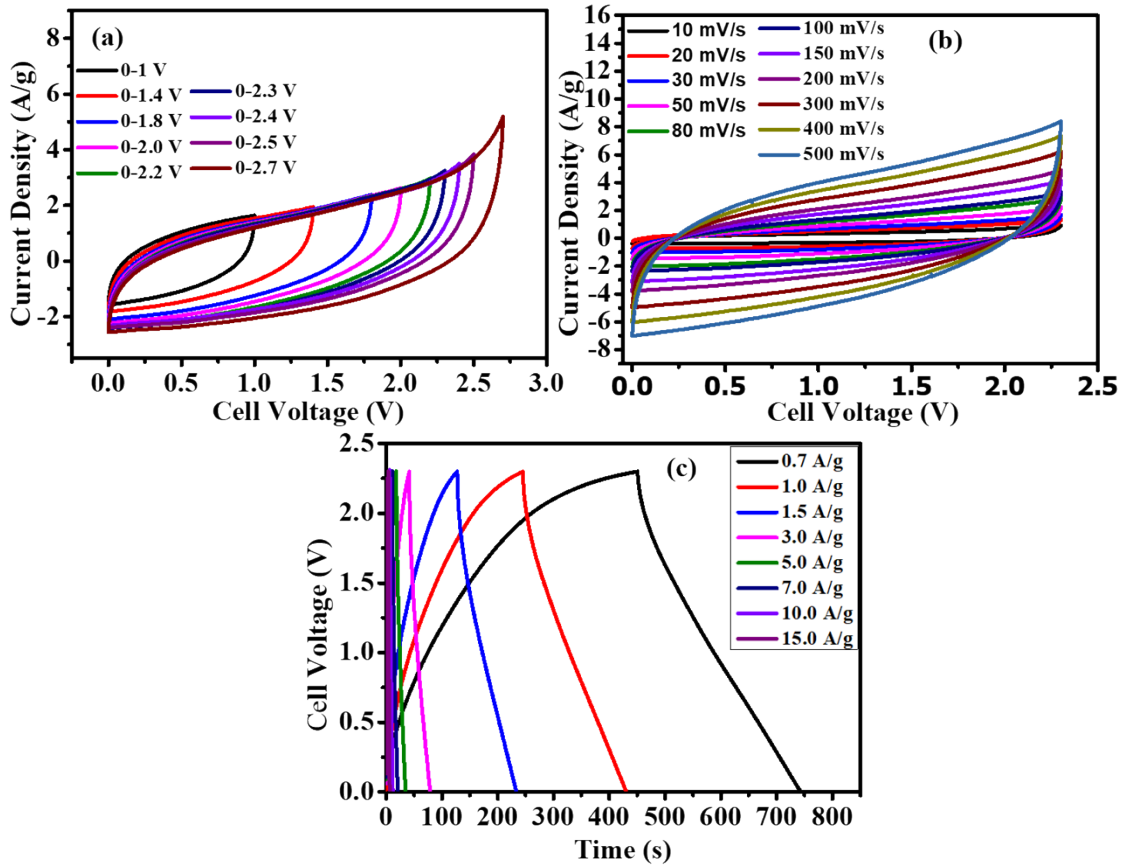 (a)
8
6
4
2
0
-2
Current Density (A/g)
0-1 V
0-1.4 V
0-1.8 V
0-2.0 V
0-2.2 V
0-2.3 V
0-2.4 V
0-2.5 V
0-2.7 V
0.0 0.5 1.0 1.5 2.0 2.5 3.0
Cell Voltage (V)
(b)
16
14
12
10
8
6
4
2
0
-2
-4
-6
-8
Current Density (A/g)
10 mV/s
20 mV/s
30 mV/s
50 mV/s
80 mV/s
100 mV/s
150 mV/s
200 mV/s
300 mV/s
400 mV/s
500 mV/s
0.0 0.5 1.0 1.5 2.0 2.5
Cell Voltage (V)
(c)
2.5
2.0
1.5
1.0
0.5
0.0
Cell Voltage (V)
0.7 A/g
1.0 A/g
1.5 A/g
3.0 A/g
5.0 A/g
7.0 A/g
10.0 A/g
15.0 A/g
0 100 200 300 400 500 600 700 800
Time (s)